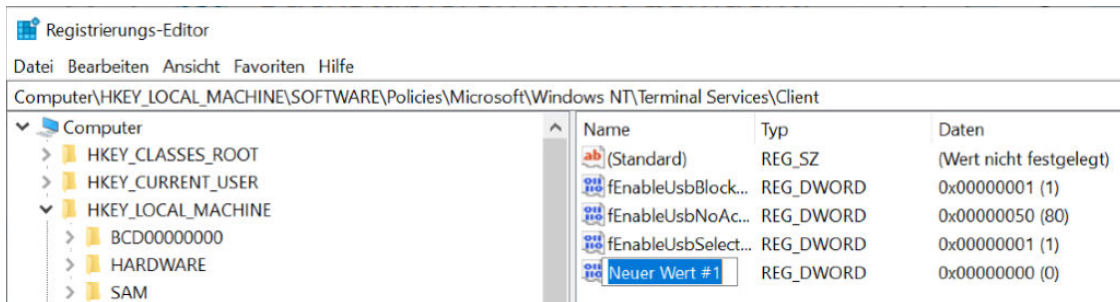 Registrierungs-Editor
Datei Bearbeiten Ansicht Favoriten Hilfe
Computer\HKEY_LOCAL_MACHINE\SOFTWARE\Policies\Microsoft\Windows NT\Terminal Services\Client
Computer
HKEY_CLASSES_ROOT
HKEY_CURRENT_USER
HKEY_LOCAL_MACHINE
BCD00000000
HARDWARE
SAM
Name Typ Daten
(Standard) REG_SZ (Wert nicht festgelegt)
fEnableUsbBlock... REG_DWORD 0x00000001 (1)
fEnableUsbNoAc... REG_DWORD 0x00000050 (80)
fEnableUsbSelect... REG_DWORD 0x00000001 (1)
Neuer Wert #1 REG_DWORD 0x00000000 (0)